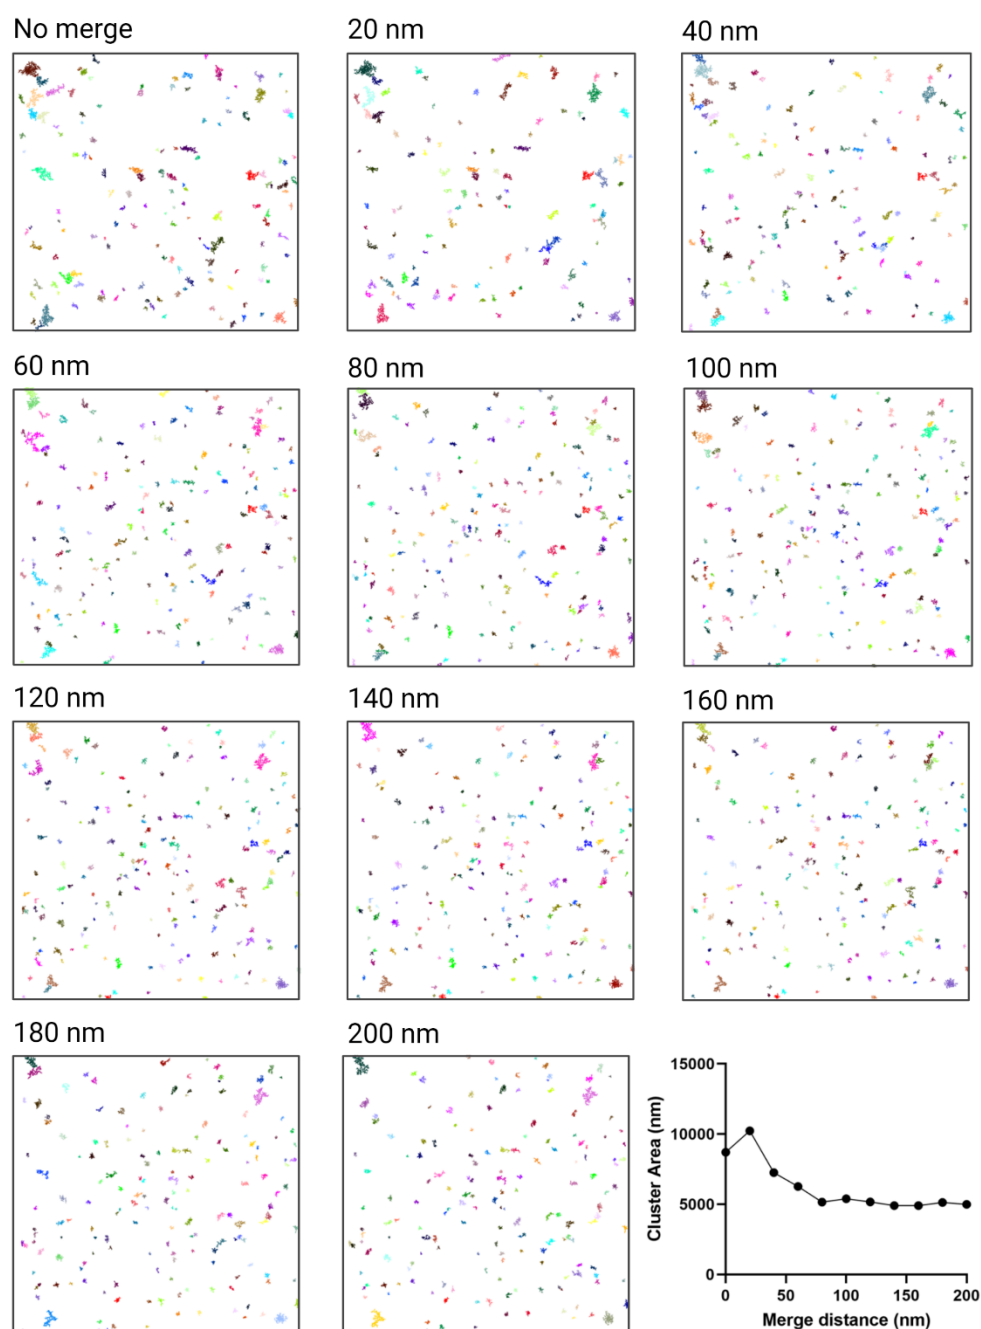 No merge
20 nm
40 nm
60 nm
80 nm
100 nm
120 nm
140 nm
160 nm
180 nm
200 nm
15000
10000
5000
0
Cluster Area (nm)
0 50 100 150 200
Merge distance (nm)